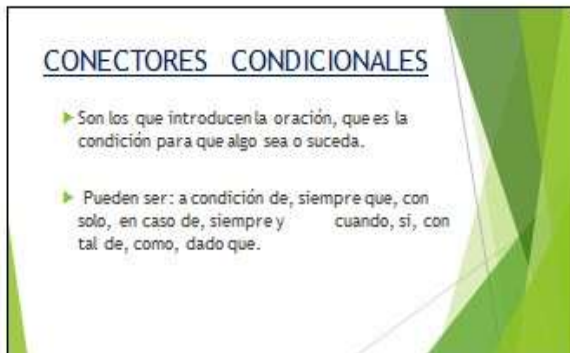 CONECTORES CONDICIONALES
Son los que introducenla oración, que es la
condición para que algo sea o suceda.
Pueden ser: a condición de, siempre que, con
solo, en caso de, siempre y cuando, si, con
tal de, como, dado que.